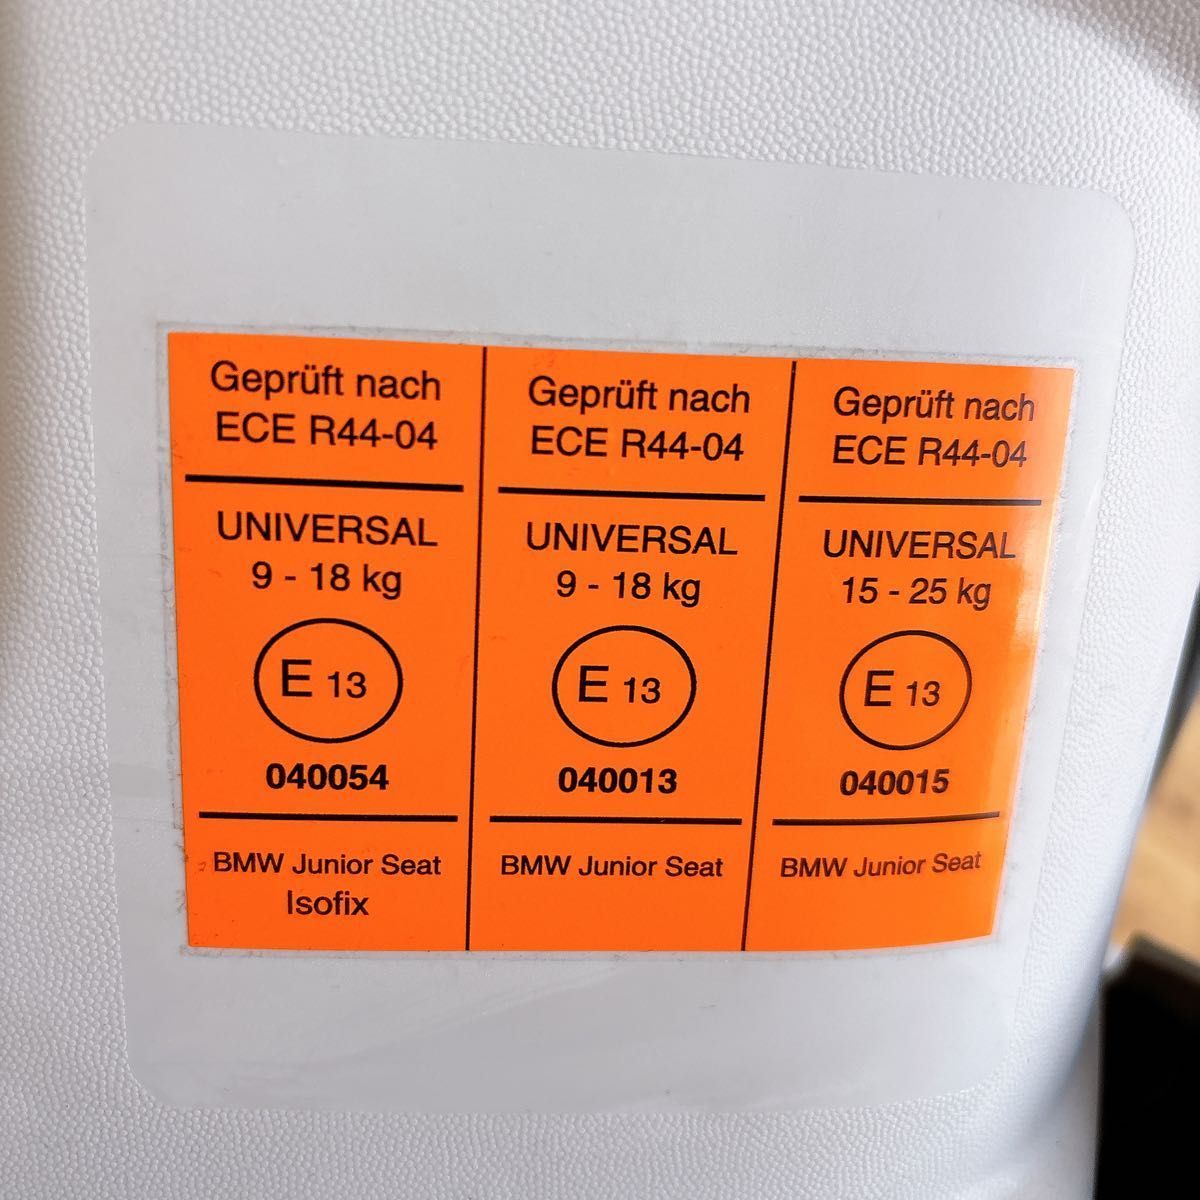 Geprüft nach
ECE R44-04
UNIVERSAL
9 - 18 kg
E 13
040054
BMW Junior Seat
Isofix
Geprüft nach
ECE R44-04
UNIVERSAL
9 - 18 kg
E 13
040013
BMW Junior Seat
Geprüft nach
ECE R44-04
UNIVERSAL
15 - 25 kg
E 13
040015
BMW Junior Seat